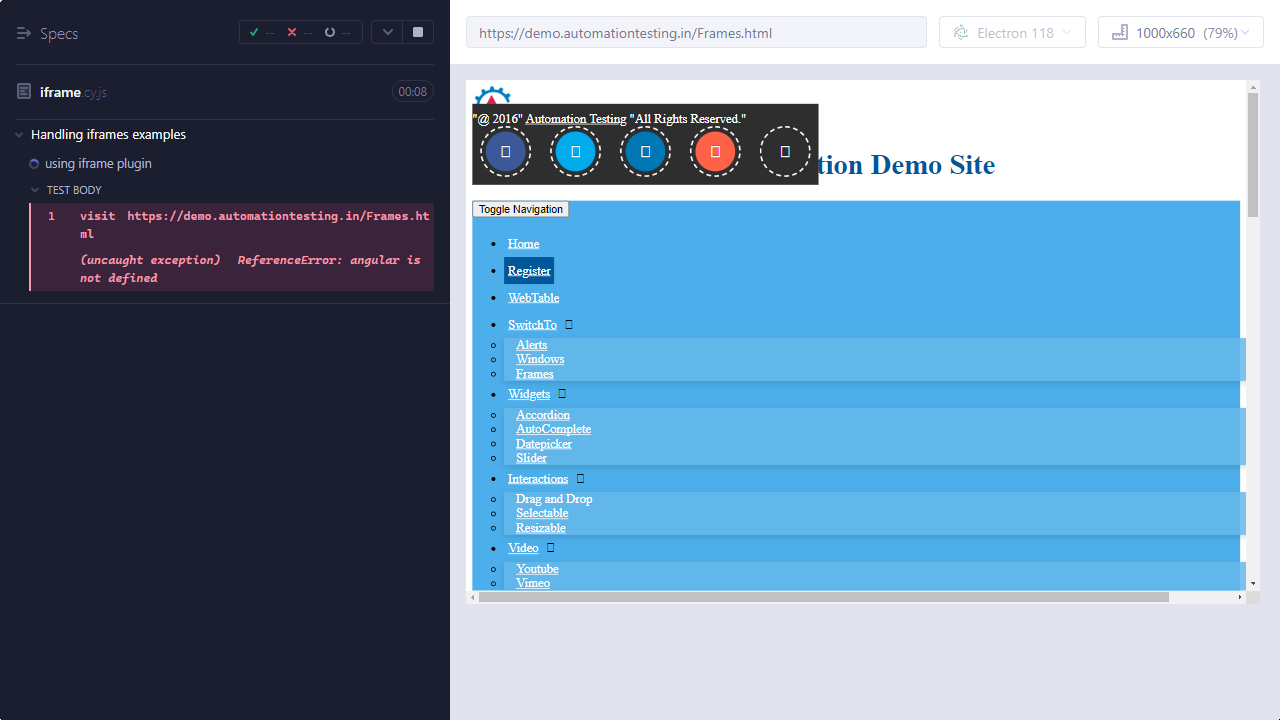 Specs
--
--
--
iframe.cy.js
00:08
Handling iframes examples
using iframe plugin
TEST BODY
1 visit https://demo.automationtesting.in/Frames.ht
ml
(uncaught exception) ReferenceError: angular is
not defined
https://demo.automationtesting.in/Frames.html
Electron 118
1000x660 (79%)
"@ 2016" Automation Testing "All Rights Reserved."
tion Demo Site
Toggle Navigation
Home
Register
WebTable
SwitchTo
Alerts
Windows
Frames
Widgets
Accordion
AutoComplete
Datepicker
Slider
Interactions
Drag and Drop
Selectable
Resizable
Video
Youtube
Vimeo